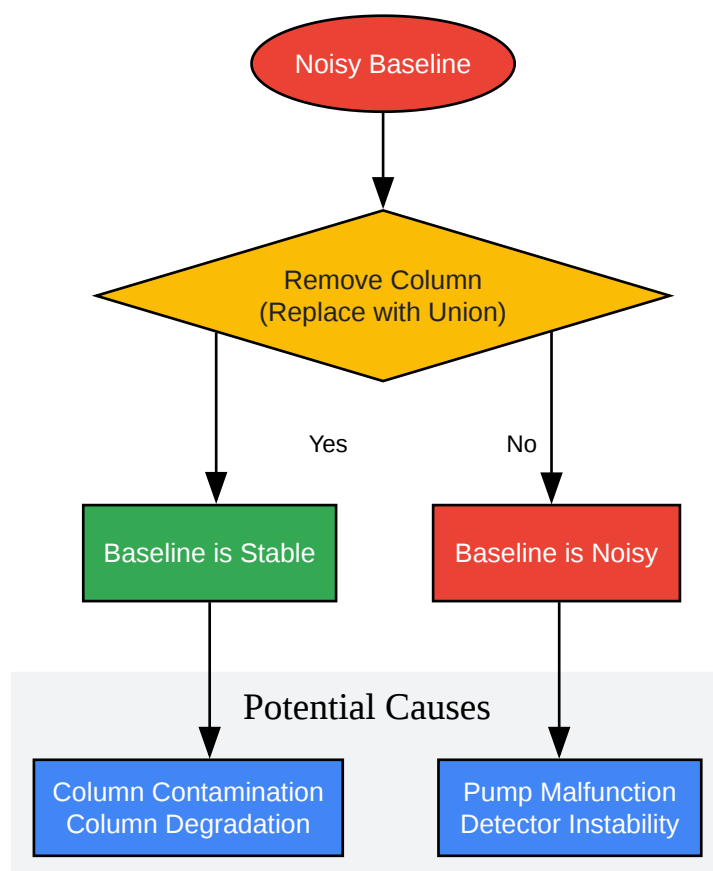 Noisy Baseline
Remove Column
(Replace with Union)
Yes
No
Baseline is Stable
Baseline is Noisy
Potential Causes
Column Contamination
Column Degradation
Pump Malfunction
Detector Instability